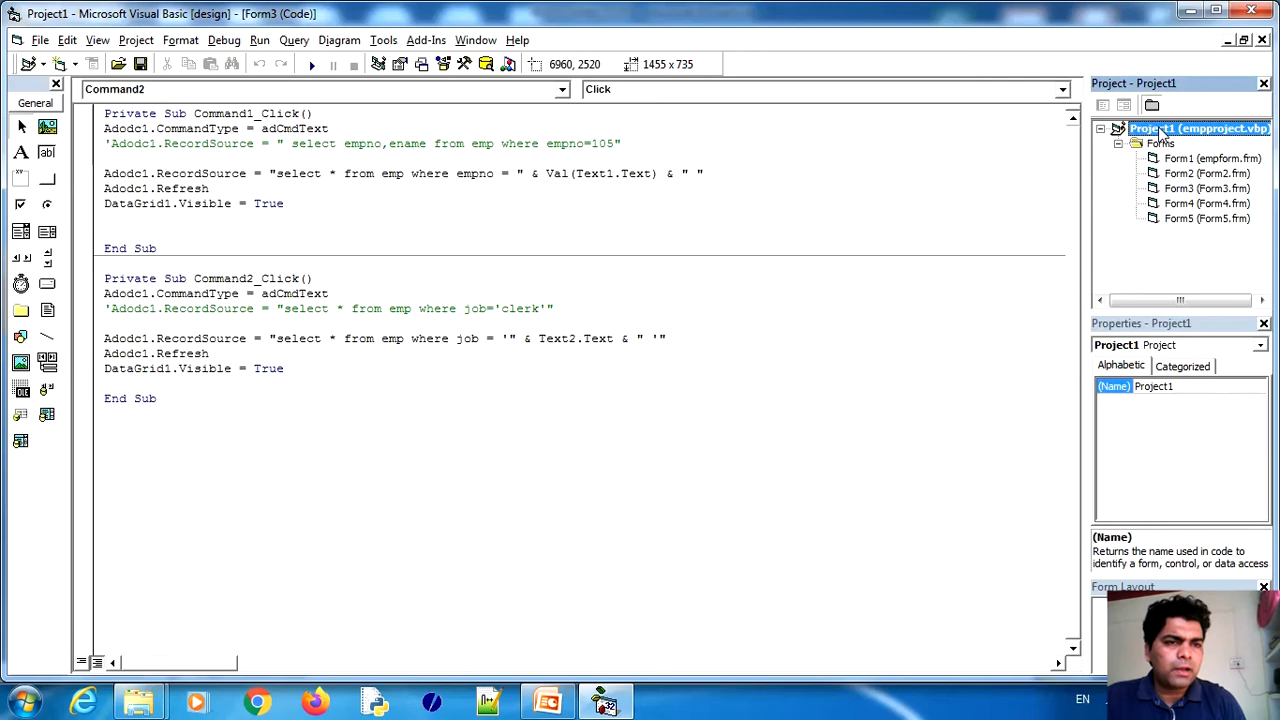 Project1 - Microsoft Visual Basic [design] - [Form3 (Code)]
File Edit View Project Format Debug Run Query Diagram Tools Add-Ins Window Help
6960, 2520 1455 x 735
General
Command2 Click
Private Sub Command1_Click()
Adodc1.CommandType = adCmdText
'Adodc1.RecordSource = " select empno,ename from emp where empno=105"
Adodc1.RecordSource = "select * from emp where empno = " & Val(Text1.Text) & " "
Adodc1.Refresh
DataGrid1.Visible = True
End Sub
Private Sub Command2_Click()
Adodc1.CommandType = adCmdText
'Adodc1.RecordSource = "select * from emp where job='clerk'"
Adodc1.RecordSource = "select * from emp where job = '" & Text2.Text & " '"
Adodc1.Refresh
DataGrid1.Visible = True
End Sub
Project - Project1
Project1 (empproject.vbp)
Forms
Form1 (empform.frm)
Form2 (Form2.frm)
Form3 (Form3.frm)
Form4 (Form4.frm)
Form5 (Form5.frm)
Properties - Project1
Project1 Project
Alphabetic Categorized
(Name) Project1
(Name)
Returns the name used in code to
identify a form, control, or data access
Form Layout
OLE
32
EN